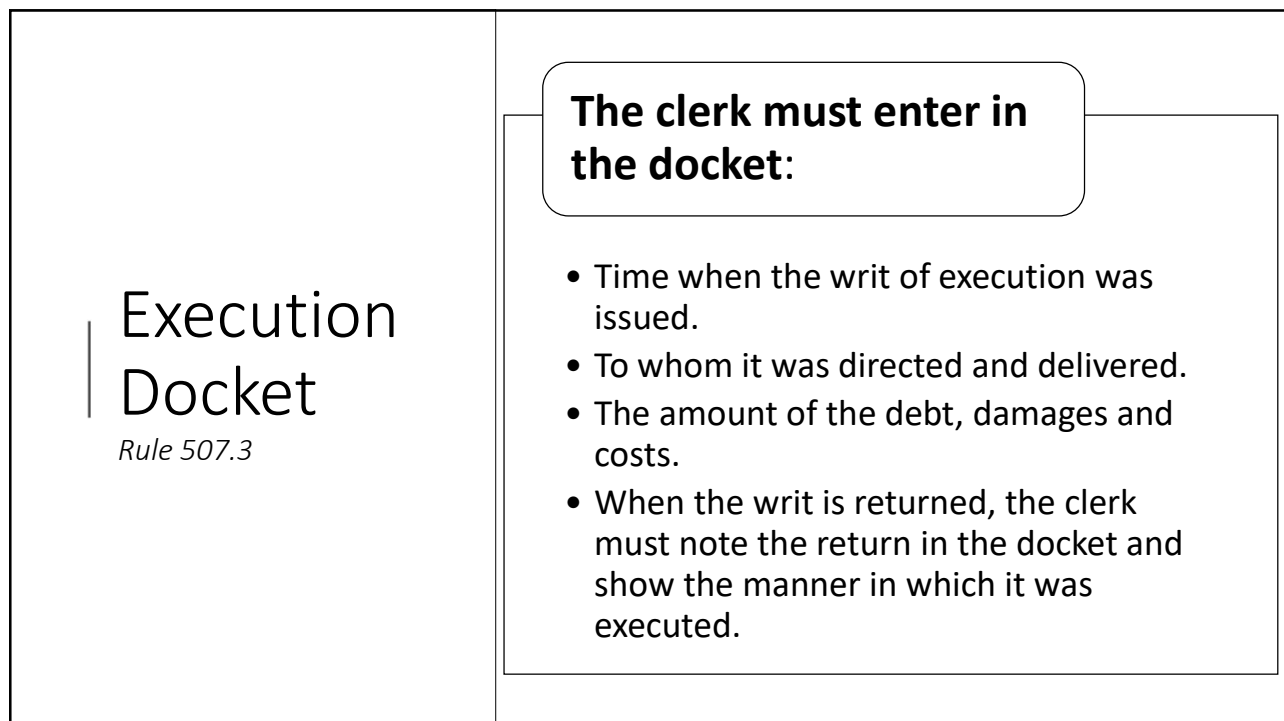 Execution
Docket
Rule 507.3
The clerk must enter in
the docket:
• Time when the writ of execution was
issued.
• To whom it was directed and delivered.
• The amount of the debt, damages and
costs.
• When the writ is returned, the clerk
must note the return in the docket and
show the manner in which it was
executed.